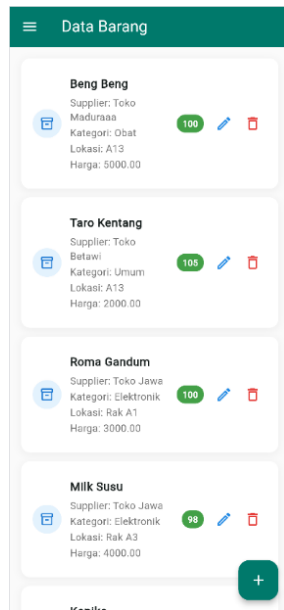 Data Barang
Beng Beng
Supplier: Toko
Maduraaa
Kategori: Obat
Lokasi: A13
Harga: 5000.00
100
Taro Kentang
Supplier: Toko
Betawi
Kategori: Umum
Lokasi: A13
Harga: 2000.00
105
Roma Gandum
Supplier: Toko Jawa
Kategori: Elektronik
Lokasi: Rak A1
Harga: 3000.00
100
Milk Susu
Supplier: Toko Jawa
Kategori: Elektronik
Lokasi: Rak A3
Harga: 4000.00
98
+